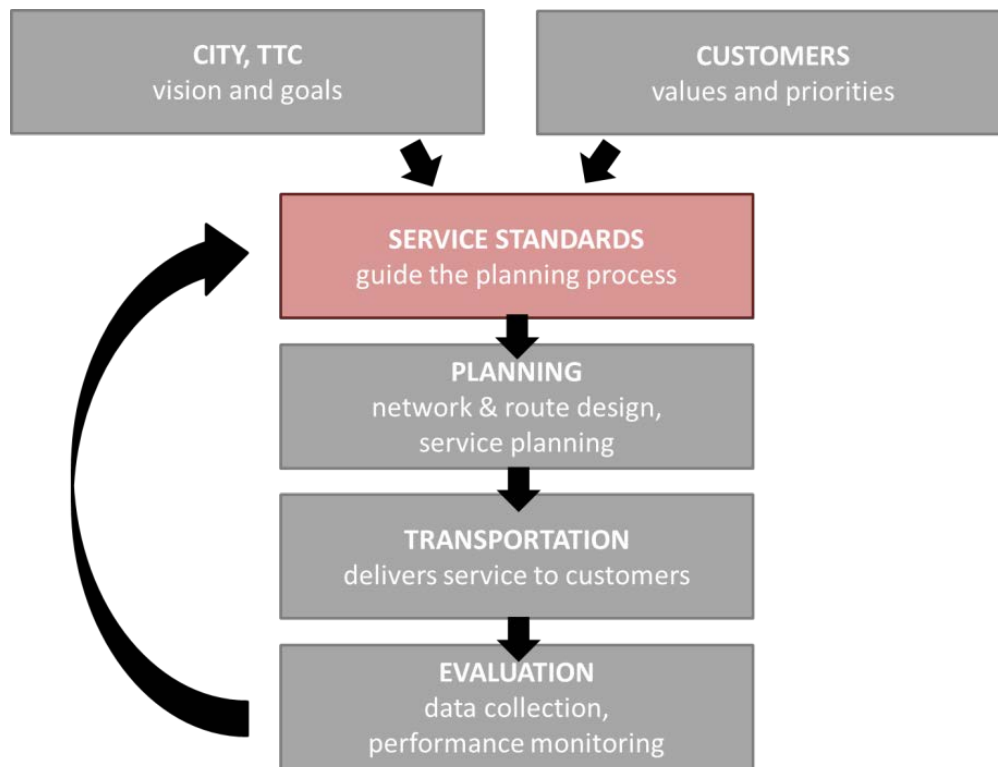 CITY, TTC
vision and goals
CUSTOMERS
values and priorities
SERVICE STANDARDS
guide the planning process
PLANNING
network & route design,
service planning
TRANSPORTATION
delivers service to customers
EVALUATION
data collection,
performance monitoring